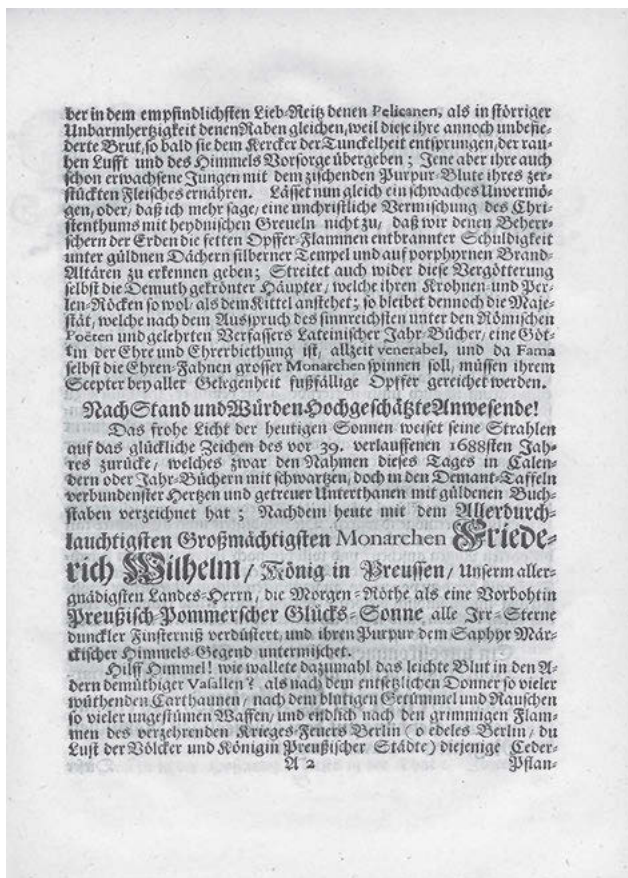 ber in dem empfindlichsten Lieb-Reitz denen Pelicanen, als in störriger
Unbarmhertzigkeit denen Raben gleichen, weil diese ihre annoch unbefie-
derte Brut, so bald sie dem Kercker der Tunckelheit entsprungen, der rau-
hen Lufft und des Himmels Vorsorge übergeben; Jene aber ihre auch
schon erwachsene Jungen mit dem zischenden Purpur-Blute ihres zer-
stückten Fleisches ernähren. Lässet nun gleich ein schwaches Unvermö-
gen, oder, daß ich mehr sage, eine unchristliche Vermischung des Chri-
stenthums mit heydnischen Greueln nicht zu, daß wir denen Beherr-
schern der Erden die fetten Opffer-Flammen entbrannter Schuldigkeit
unter güldnen Dächern silberner Tempel und auf porphyrnen Brand-
Altären zu erkennen geben; Streitet auch wider diese Vergötterung
selbst die Demuth gekrönter Häupter, welche ihren Krohnen- und Per-
len-Röcken so wol als dem Kittel anstehet; so bleibet dennoch die Maje-
stät, welche nach dem Ausspruch des sinnreichsten unter den Römischen
Poëten und gelehrten Verfassers Lateinischer Jahr-Bücher, eine Göt-
tin der Ehre und Ehrerbiethung ist, allzeit venerabel, und da Fama
selbst die Ehren-Fahnen grosser Monarchen spinnen soll, müssen ihrem
Scepter bey aller Gelegenheit fußfällige Opffer gereichet werden.
Nach Stand und Würden Hochgeschätzte Anwesende!
Das frohe Licht der heutigen Sonnen weiset seine Strahlen
auf das glückliche Zeichen des vor 39. verlauffenen 1688sten Jah-
res zurücke, welches zwar den Nahmen dieses Tages in Calen-
dern oder Jahr-Büchern mit schwartzen, doch in den Demant-Taffeln
verbundenster Hertzen und getreuer Unterthanen mit güldenen Buch-
staben verzeichnet hat; Nachdem heute mit dem Allerdurch-
lauchtigsten Großmächtigsten Monarchen Friede-
rich Wilhelm/ König in Preussen/ Unserm aller-
gnädigsten Landes-Herrn, die Morgen-Röthe als eine Vorbohtin
Preußisch-Pommerscher Glücks-Sonne alle Irr-Sterne
dunckler Finsterniß verdüstert, und ihren Purpur dem Saphyr Mär-
ckischer Himmels-Gegend untermischet.
Hilff Himmel! wie wallete dazumahl das leichte Blut in den A-
dern demüthiger Vasallen? als nach dem entsetzlichen Donner so vieler
wüthenden Carthaunen, nach dem blutigen Getümmel und Rauschen
so vieler ungestümen Waffen, und endlich nach den grimmigen Flam-
men des verzehrenden Krieges-Feuers Berlin (o edeles Berlin, du
Lust der Völcker und Königin Preußischer Städte) diejenige Ceder-
A 2 Pflan-